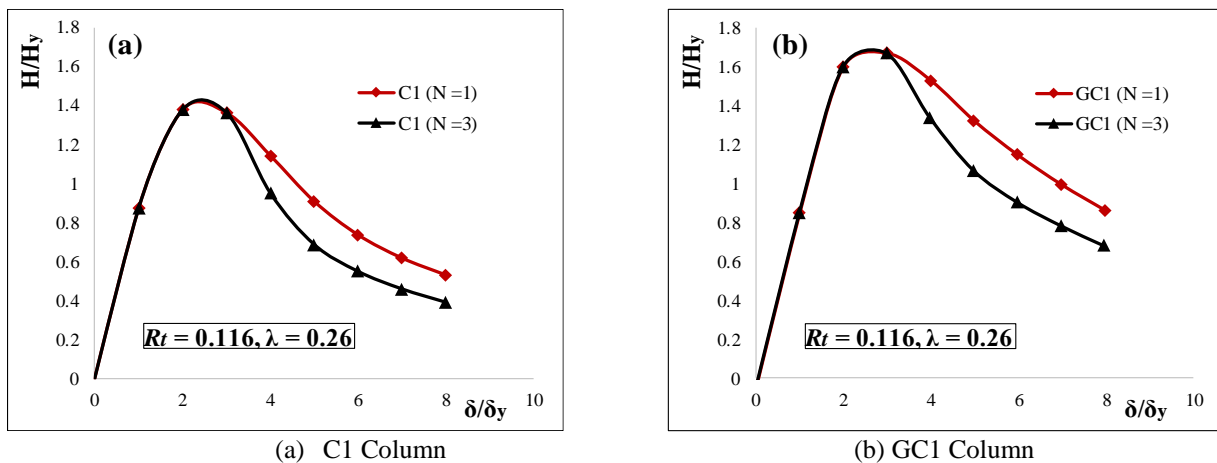 (a)
H/Hy
1.8
1.6
1.4
1.2
1
0.8
0.6
0.4
0.2
0
C1 (N =1)
C1 (N =3)
Rt = 0.116, λ = 0.26
0 2 4 6 8 10
δ/δy
(a) C1 Column
(b)
H/Hy
1.8
1.6
1.4
1.2
1
0.8
0.6
0.4
0.2
0
GC1 (N =1)
GC1 (N =3)
Rt = 0.116, λ = 0.26
0 2 4 6 8 10
δ/δy
(b) GC1 Column